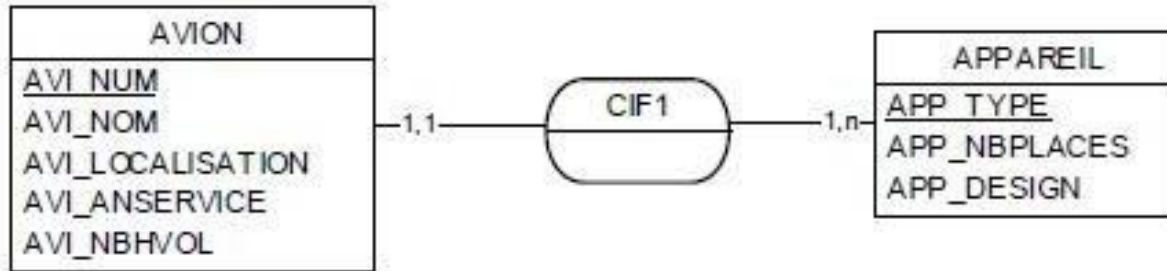 AVION
AVI_NUM
AVI_NOM
AVI_LOCALISATION
AVI_ANSERVICE
AVI_NBHVOL
1,1
CIF1
1,n
APPAREIL
APP_TYPE
APP_NBPLACES
APP_DESIGN